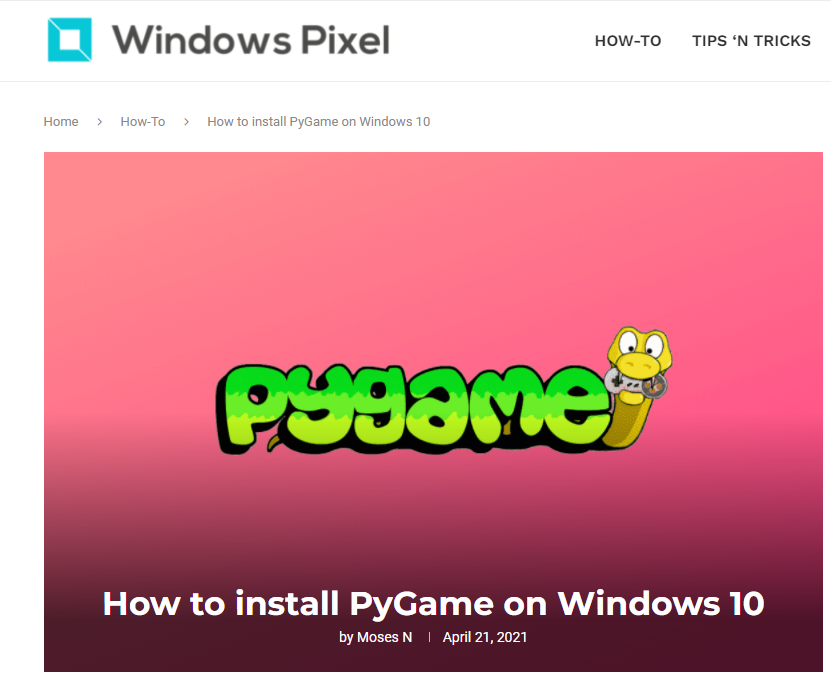 Windows Pixel
HOW-TO TIPS ‘N TRICKS
Home > How-To > How to install PyGame on Windows 10
pygame
How to install PyGame on Windows 10
by Moses N | April 21, 2021